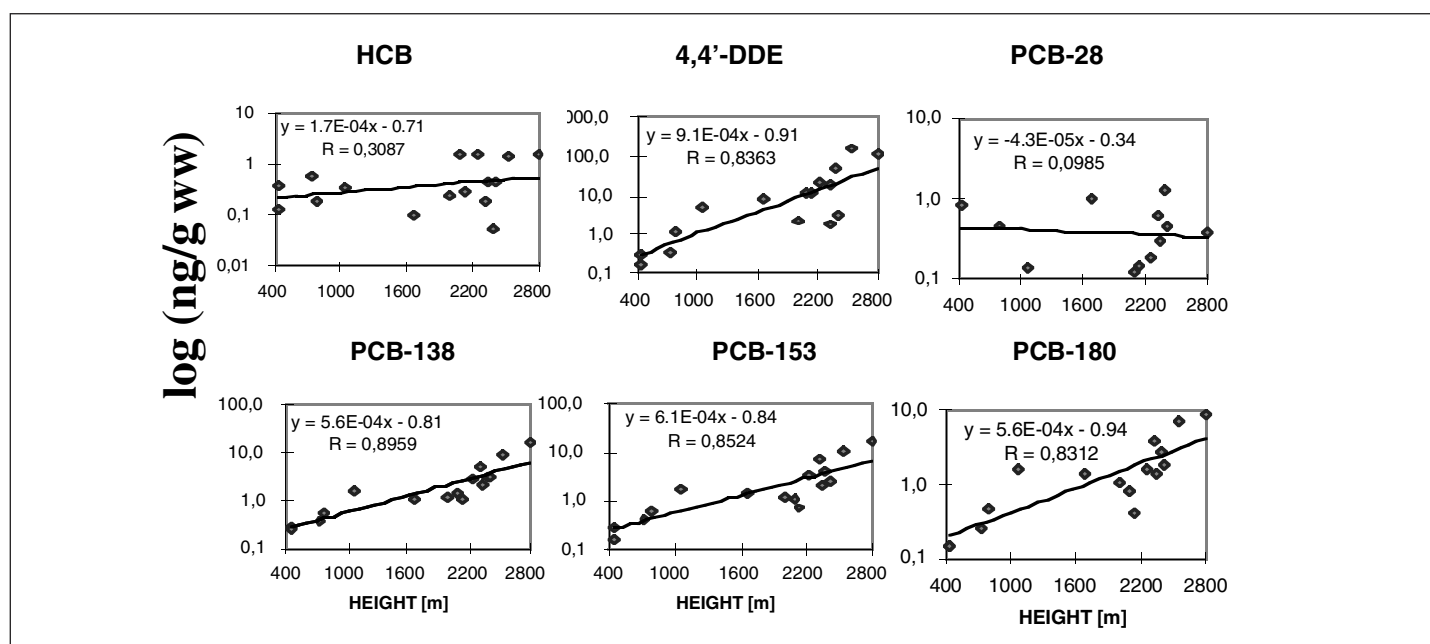 HCB 4,4'-DDE PCB-28
log (ng/g ww)
10
1
0,1
0,01
y = 1.7E-04x - 0.71
R = 0,3087
400 1000 1600 2200 2800
000,0
100,0
10,0
1,0
0,1
y = 9.1E-04x - 0.91
R = 0,8363
400 1000 1600 2200 2800
10,0
1,0
0,1
y = -4.3E-05x - 0.34
R = 0,0985
400 1000 1600 2200 2800
PCB-138 PCB-153 PCB-180
100,0
10,0
1,0
0,1
y = 5.6E-04x - 0.81
R = 0,8959
400 1000 1600 2200 2800
HEIGHT [m]
100,0
10,0
1,0
0,1
y = 6.1E-04x - 0.84
R = 0,8524
400 1000 1600 2200 2800
HEIGHT [m]
10,0
1,0
0,1
y = 5.6E-04x - 0.94
R = 0,8312
400 1000 1600 2200 2800
HEIGHT [m]